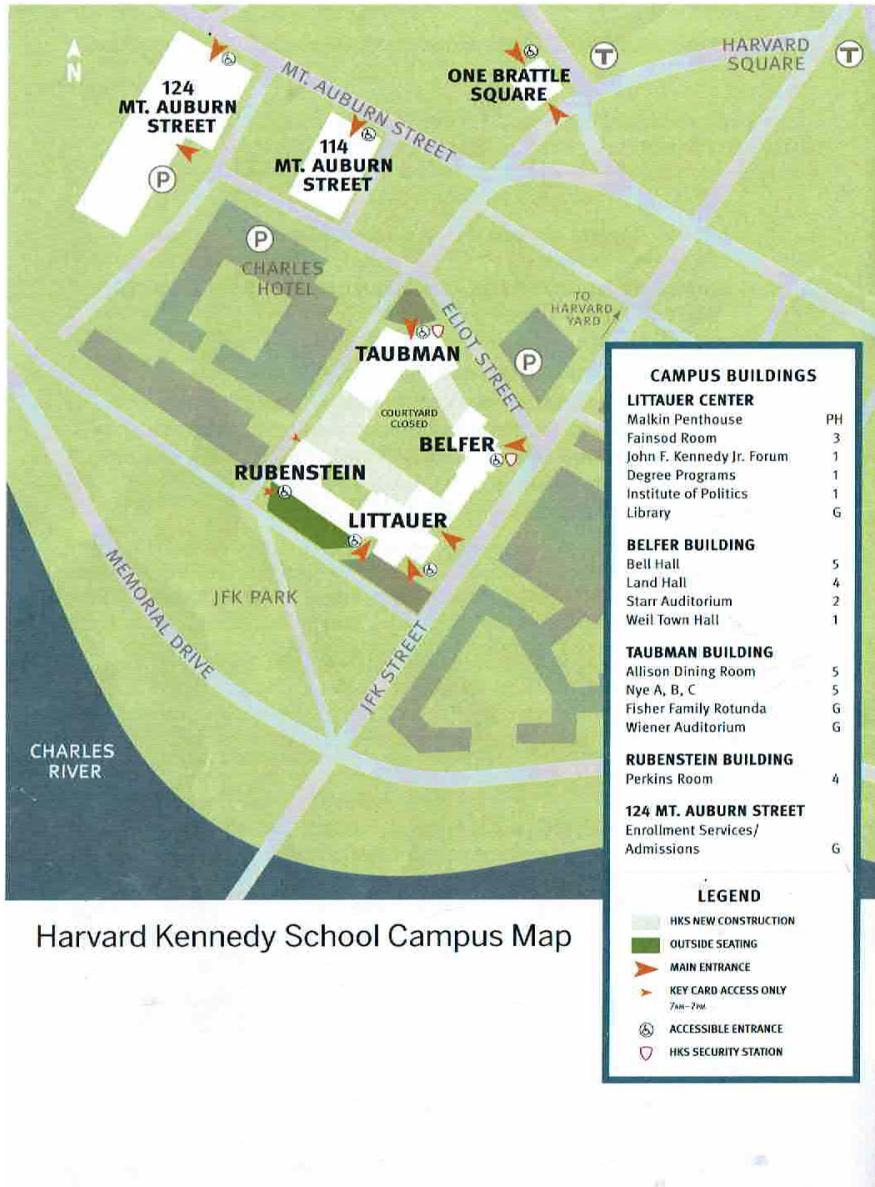 N
124
MT. AUBURN
STREET
MT. AUBURN STREET
114
MT. AUBURN
STREET
ONE BRATTLE
SQUARE
T
HARVARD
SQUARE
T
P
P
CHARLES
HOTEL
TO
HARVARD
YARD
ELIOT STREET
TAUBMAN
P
COURTYARD
CLOSED
BELFER
RUBENSTEIN
LITTAUER
MEMORIAL DRIVE
JFK PARK
JFK STREET
CHARLES
RIVER
CAMPUS BUILDINGS
LITTAUER CENTER
Malkin Penthouse PH
Fainsod Room 3
John F. Kennedy Jr. Forum 1
Degree Programs 1
Institute of Politics 1
Library G
BELFER BUILDING
Bell Hall 5
Land Hall 4
Starr Auditorium 2
Weil Town Hall 1
TAUBMAN BUILDING
Allison Dining Room 5
Nye A, B, C 5
Fisher Family Rotunda G
Wiener Auditorium G
RUBENSTEIN BUILDING
Perkins Room 4
124 MT. AUBURN STREET
Enrollment Services/
Admissions G
LEGEND
HKS NEW CONSTRUCTION
OUTSIDE SEATING
MAIN ENTRANCE
KEY CARD ACCESS ONLY
7AM–7PM
ACCESSIBLE ENTRANCE
HKS SECURITY STATION
Harvard Kennedy School Campus Map